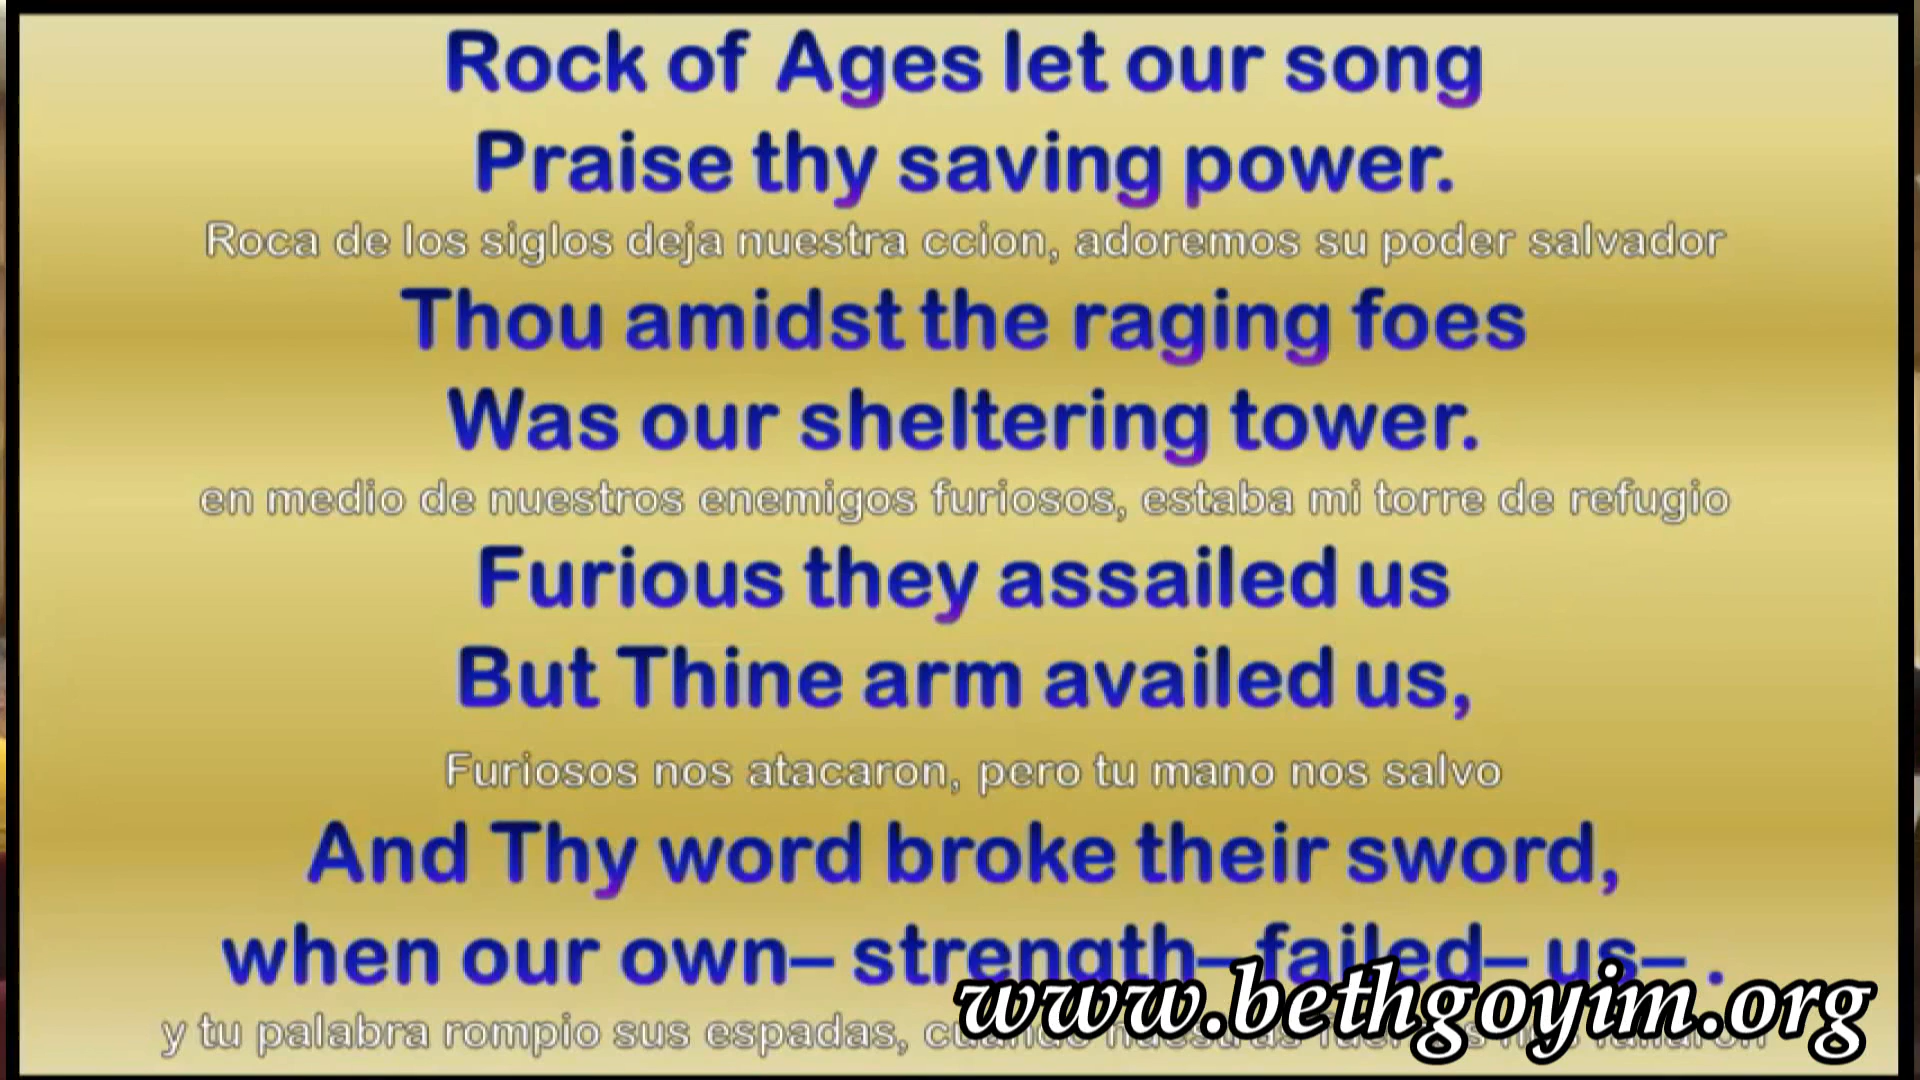 Rock of Ages let our song
Praise thy saving power.
Roca de los siglos deja nuestra ccion, adoremos su poder salvador
Thou amidst the raging foes
Was our sheltering tower.
en medio de nuestros enemigos furiosos, estaba mi torre de refugio
Furious they assailed us
But Thine arm availed us,
Furiosos nos atacaron, pero tu mano nos salvo
And Thy word broke their sword,
when our own– strength– failed– us– .
y tu palabra rompio sus espadas, cuando nuestras
www.bethgoyim.org